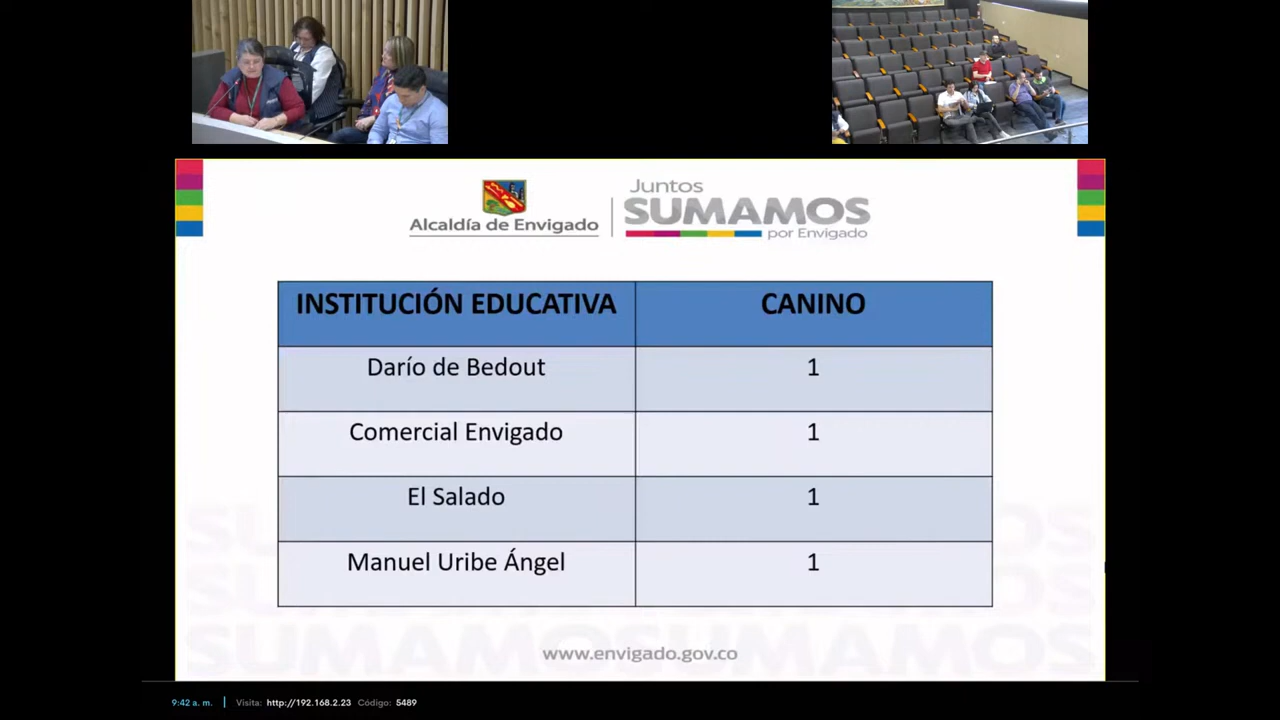 Alcaldía de Envigado
Juntos
SUMAMOS
por Envigado
INSTITUCIÓN EDUCATIVA CANINO
Darío de Bedout 1
Comercial Envigado 1
El Salado 1
Manuel Uribe Ángel 1
SUMAMOSUMAMOS
www.envigado.gov.co
9:42 a. m. | Visita: http://192.168.2.23 Código: 5489